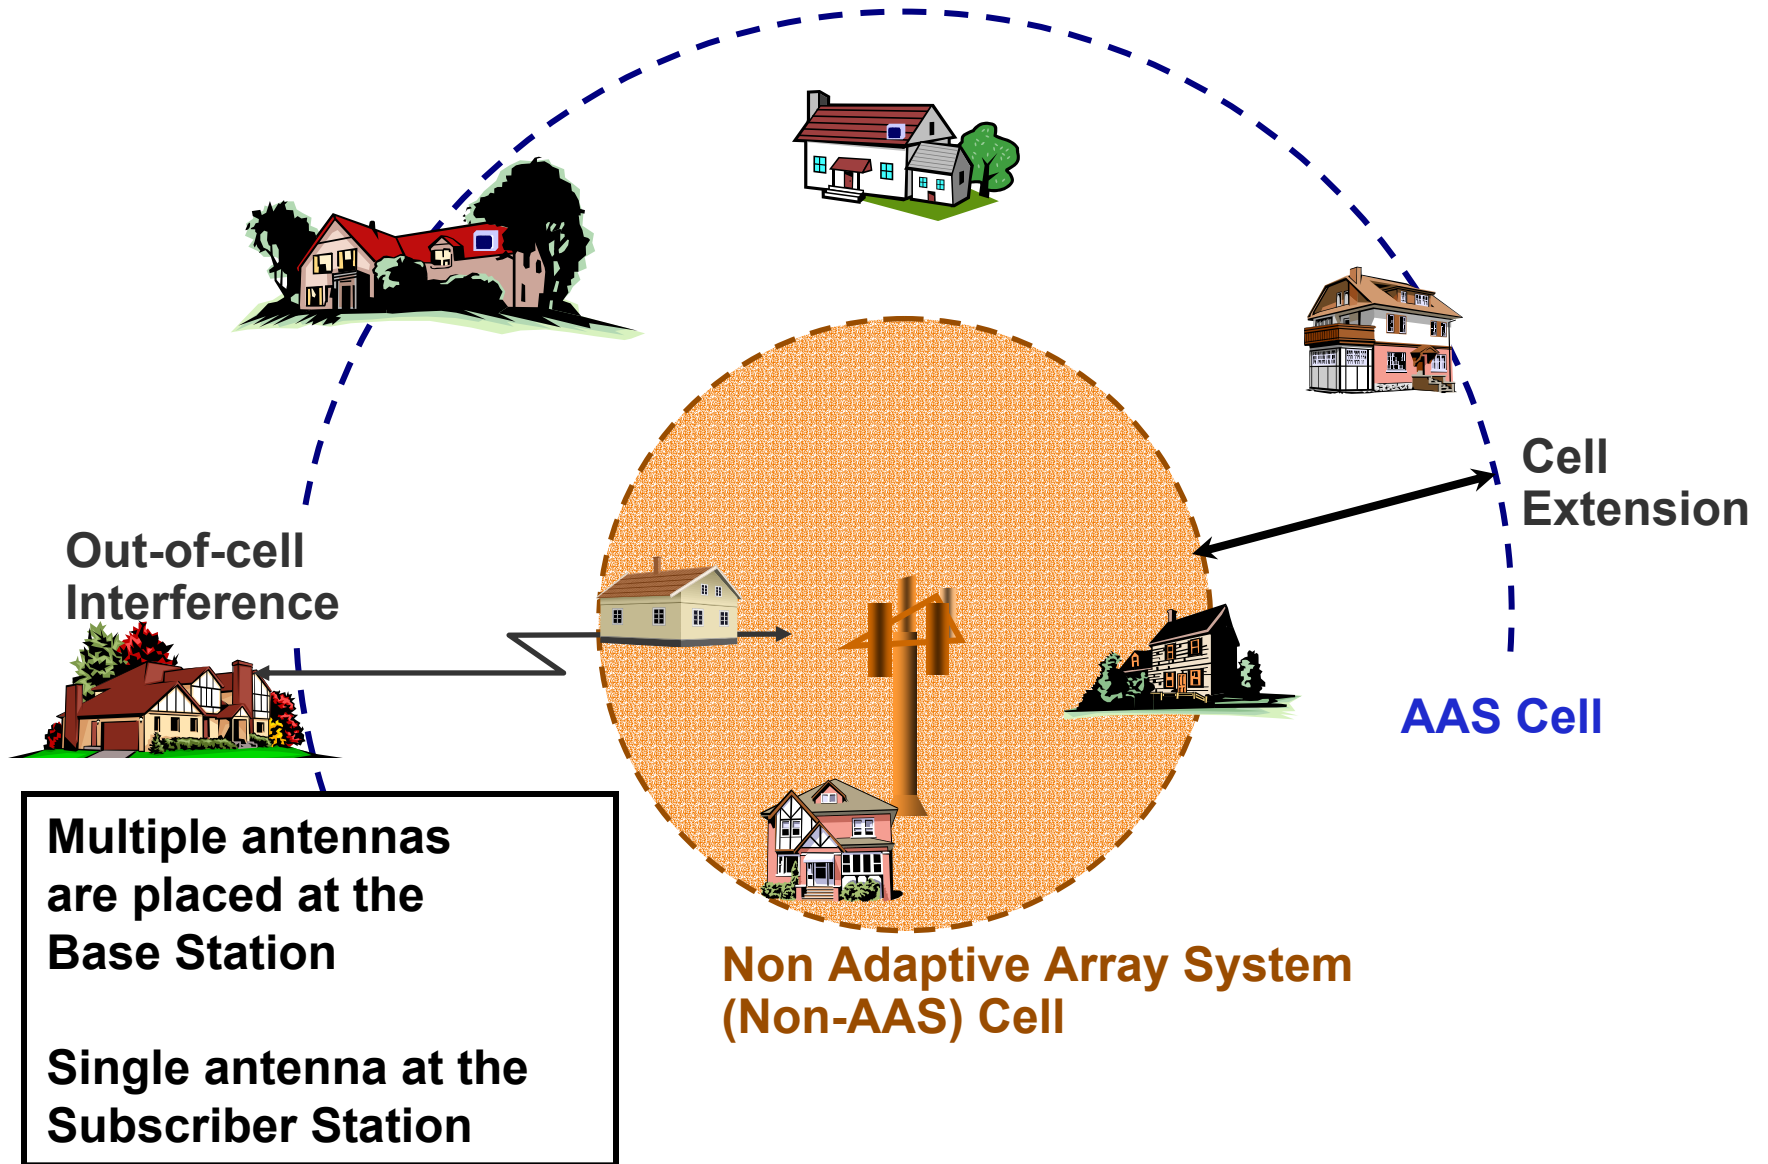 Cell
Extension
Out-of-cell
Interference
AAS Cell
Multiple antennas
are placed at the
Base Station
Single antenna at the
Subscriber Station
Non Adaptive Array System
(Non-AAS) Cell